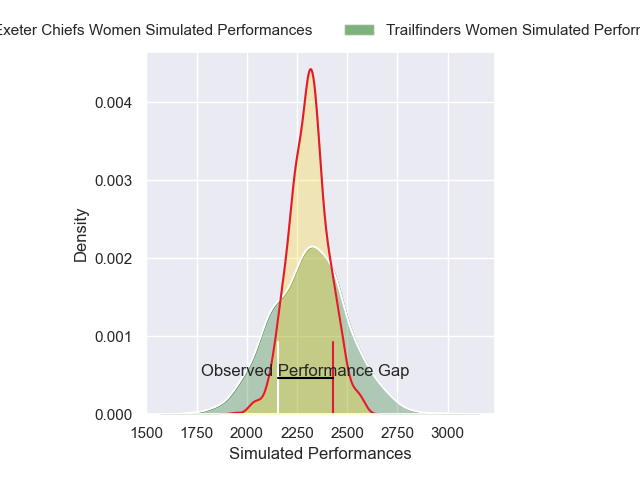 Exeter Chiefs Women Simulated Performances
Trailfinders Women Simulated Perfor
0.004
0.003
0.002
0.001
0.000
Density
Observed Performance Gap
1500 1750 2000 2250 2500 2750 3000
Simulated Performances